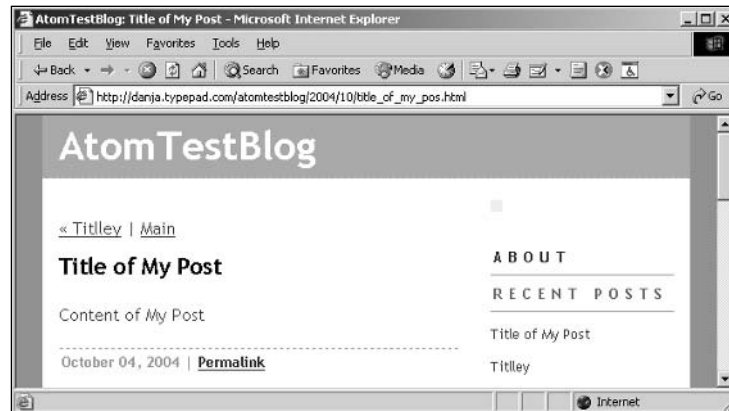 AtomTestBlog: Title of My Post - Microsoft Internet Explorer
File Edit View Favorites Tools Help
Back Search Favorites Media
Address http://danja.typepad.com/atomtestblog/2004/10/title_of_my_pos.html Go
AtomTestBlog
« Titlley | Main
Title of My Post
Content of My Post
October 04, 2004 | Permalink
ABOUT
RECENT POSTS
Title of My Post
Titlley
Internet